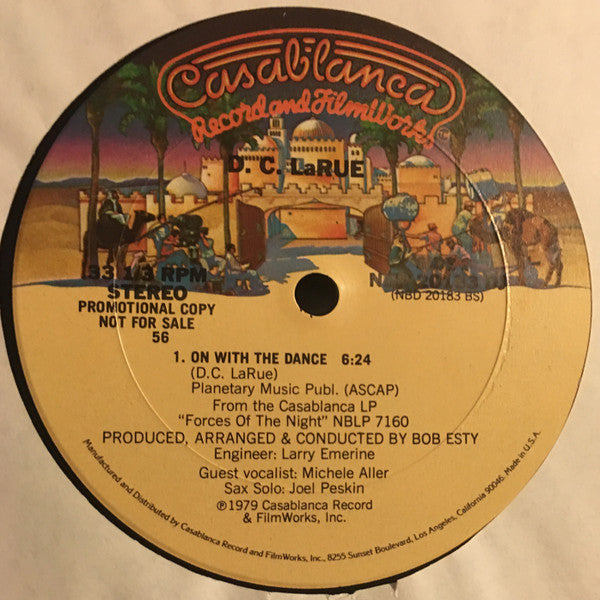 Casablanca
Record and FilmWorks
TM
D. C. LaRUE
33 1/3 RPM
STEREO
PROMOTIONAL COPY
NOT FOR SALE
56
(NBD 20183 BS)
1. ON WITH THE DANCE 6:24
(D.C. LaRue)
Planetary Music Publ. (ASCAP)
From the Casablanca LP
“Forces Of The Night” NBLP 7160
PRODUCED, ARRANGED & CONDUCTED BY BOB ESTY
Engineer: Larry Emerine
Guest vocalist: Michele Aller
Sax Solo: Joel Peskin
℗ 1979 Casablanca Record
& FilmWorks, Inc.
Manufactured and Distributed by Casablanca Record and FilmWorks, Inc., 8255 Sunset Boulevard, Los Angeles, California 90046. Made in U.S.A.